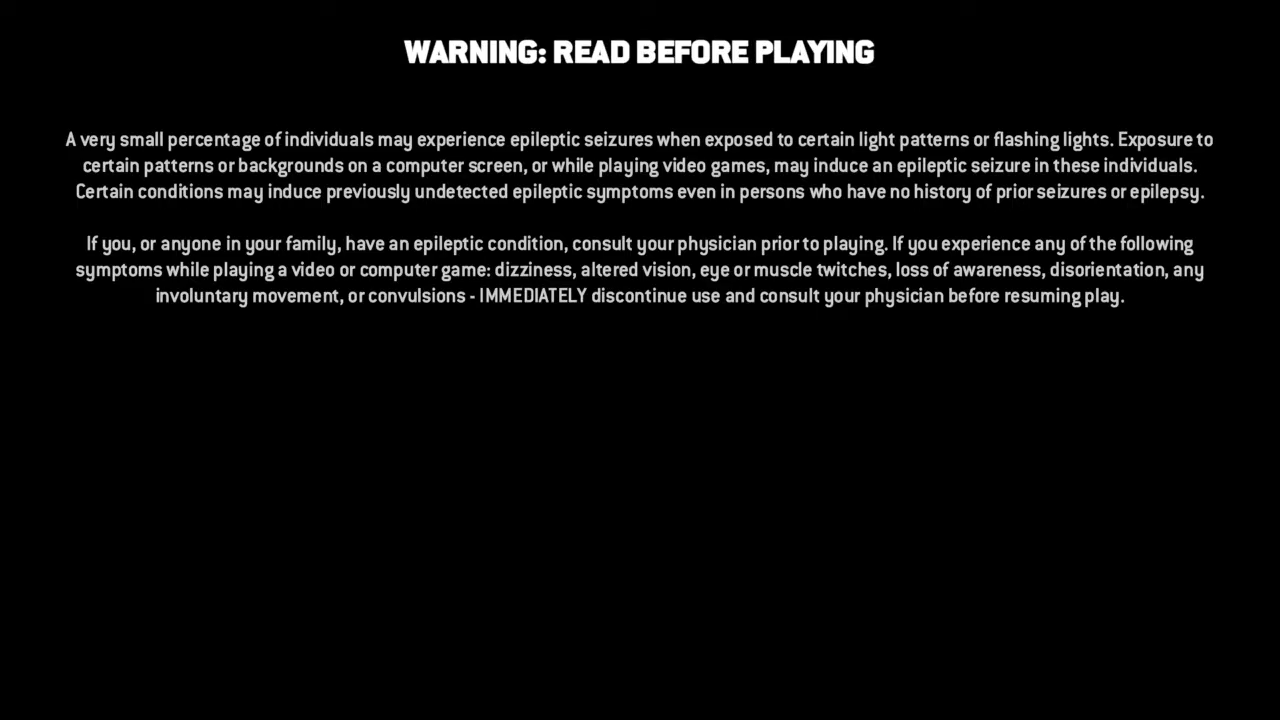 WARNING: READ BEFORE PLAYING
A very small percentage of individuals may experience epileptic seizures when exposed to certain light patterns or flashing lights. Exposure to
certain patterns or backgrounds on a computer screen, or while playing video games, may induce an epileptic seizure in these individuals.
Certain conditions may induce previously undetected epileptic symptoms even in persons who have no history of prior seizures or epilepsy.
If you, or anyone in your family, have an epileptic condition, consult your physician prior to playing. If you experience any of the following
symptoms while playing a video or computer game: dizziness, altered vision, eye or muscle twitches, loss of awareness, disorientation, any
involuntary movement, or convulsions - IMMEDIATELY discontinue use and consult your physician before resuming play.